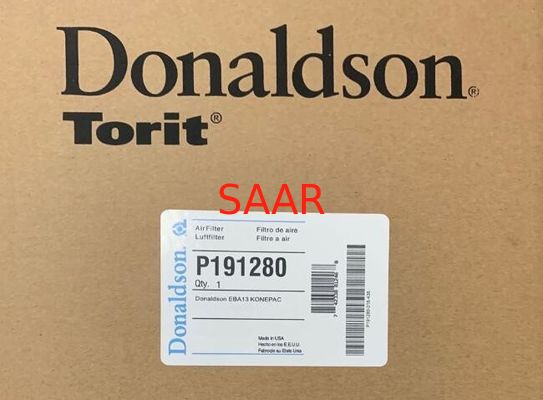 Donaldson®
Torit®
SAAR
Donaldson
Air Filter Filtro de aire
Luftfilter Filtre a air
P191280
Qty. 1
Donaldson EBA13 KONEPAC
Made in USA
Hecho en los E.E.U.U.
Fabriqué au Etats Unis